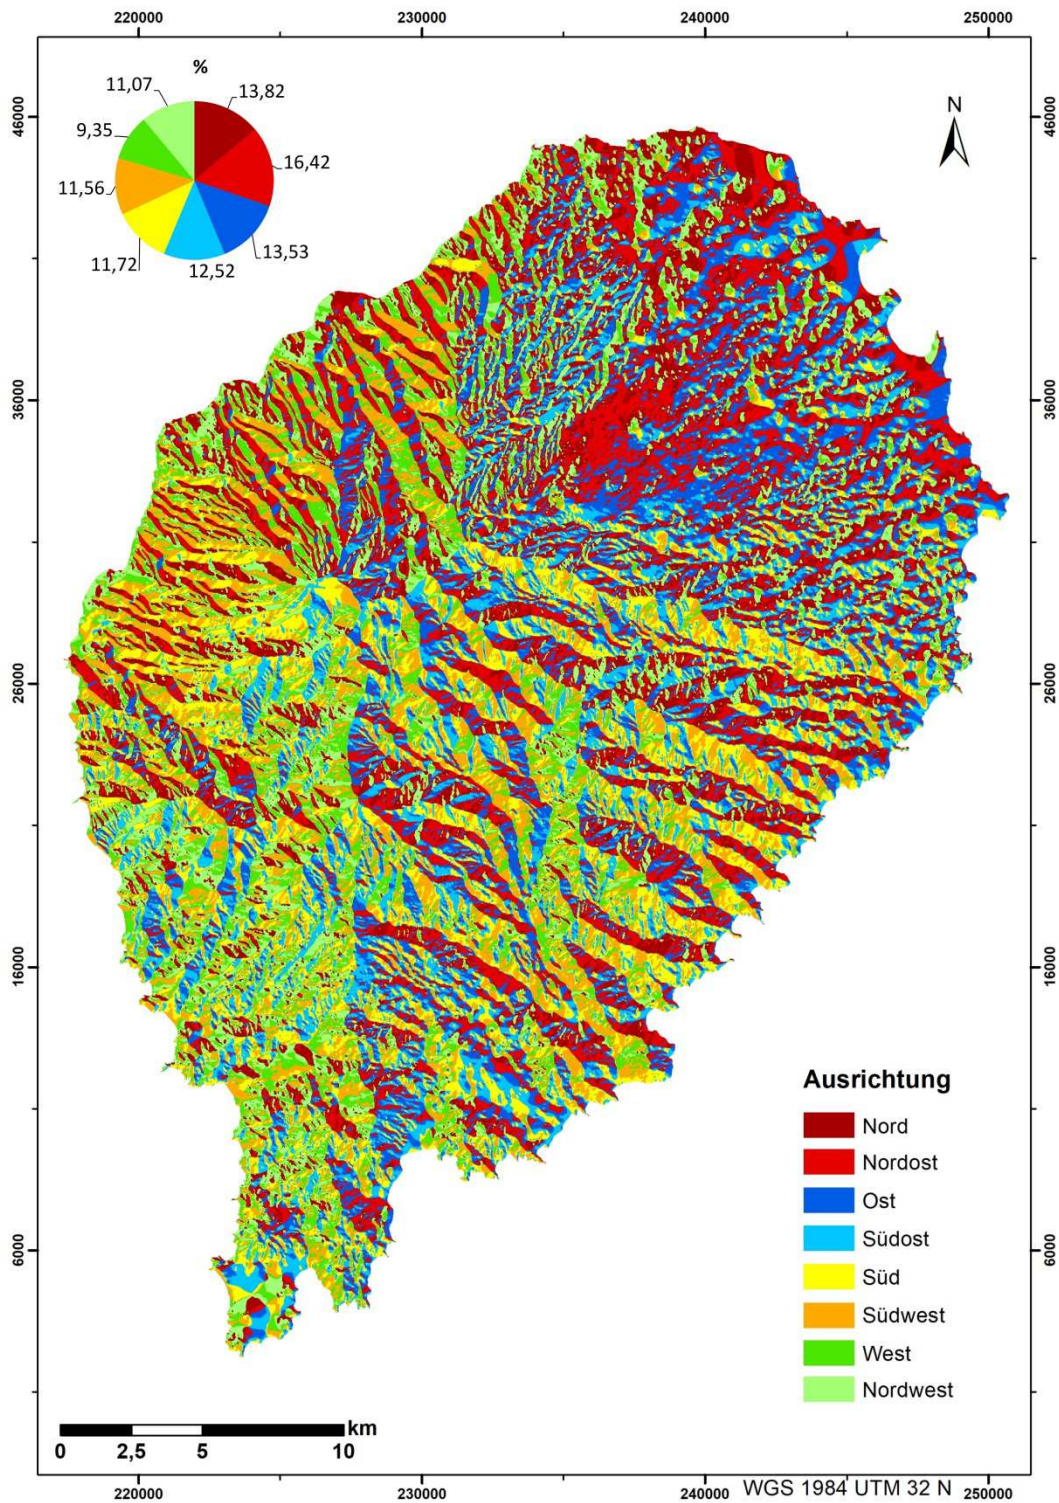 220000
230000
240000
250000
%
11,07
13,82
9,35
16,42
11,56
11,72
12,52
13,53
N
46000
46000
36000
36000
26000
26000
16000
16000
6000
6000
Ausrichtung
Nord
Nordost
Ost
Südost
Süd
Südwest
West
Nordwest
km
0 2,5 5 10
WGS 1984 UTM 32 N
220000
230000
240000
250000